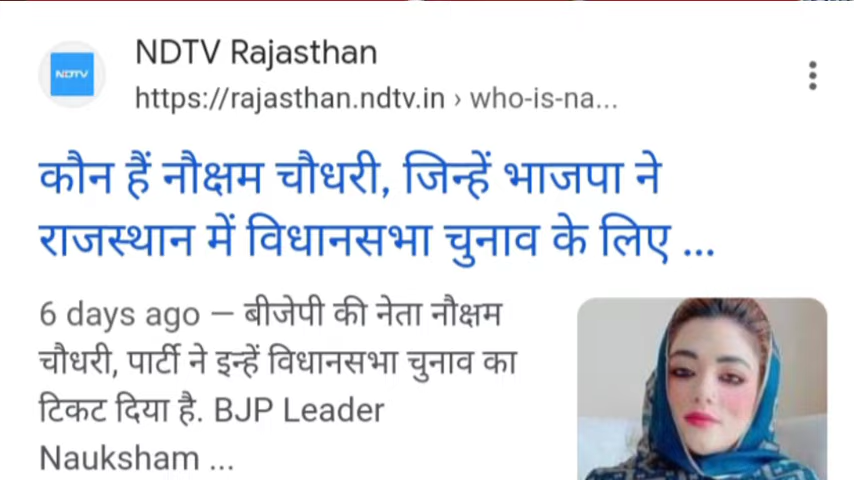 NDTV
NDTV Rajasthan
https://rajasthan.ndtv.in › who-is-na...
कौन हैं नौक्षम चौधरी, जिन्हें भाजपा ने
राजस्थान में विधानसभा चुनाव के लिए ...
6 days ago — बीजेपी की नेता नौक्षम
चौधरी, पार्टी ने इन्हें विधानसभा चुनाव का
टिकट दिया है. BJP Leader
Nauksham ...